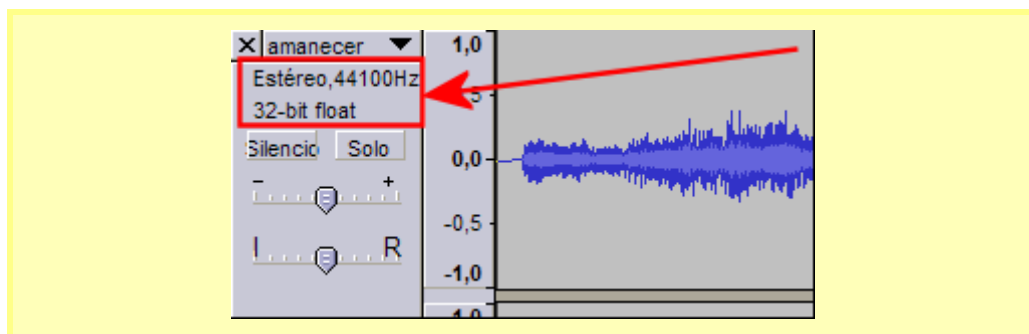 × amanecer ▼
Estéreo,44100Hz
32-bit float
Silencio Solo
- +
I R
1,0
0,0
-0,5
-1,0